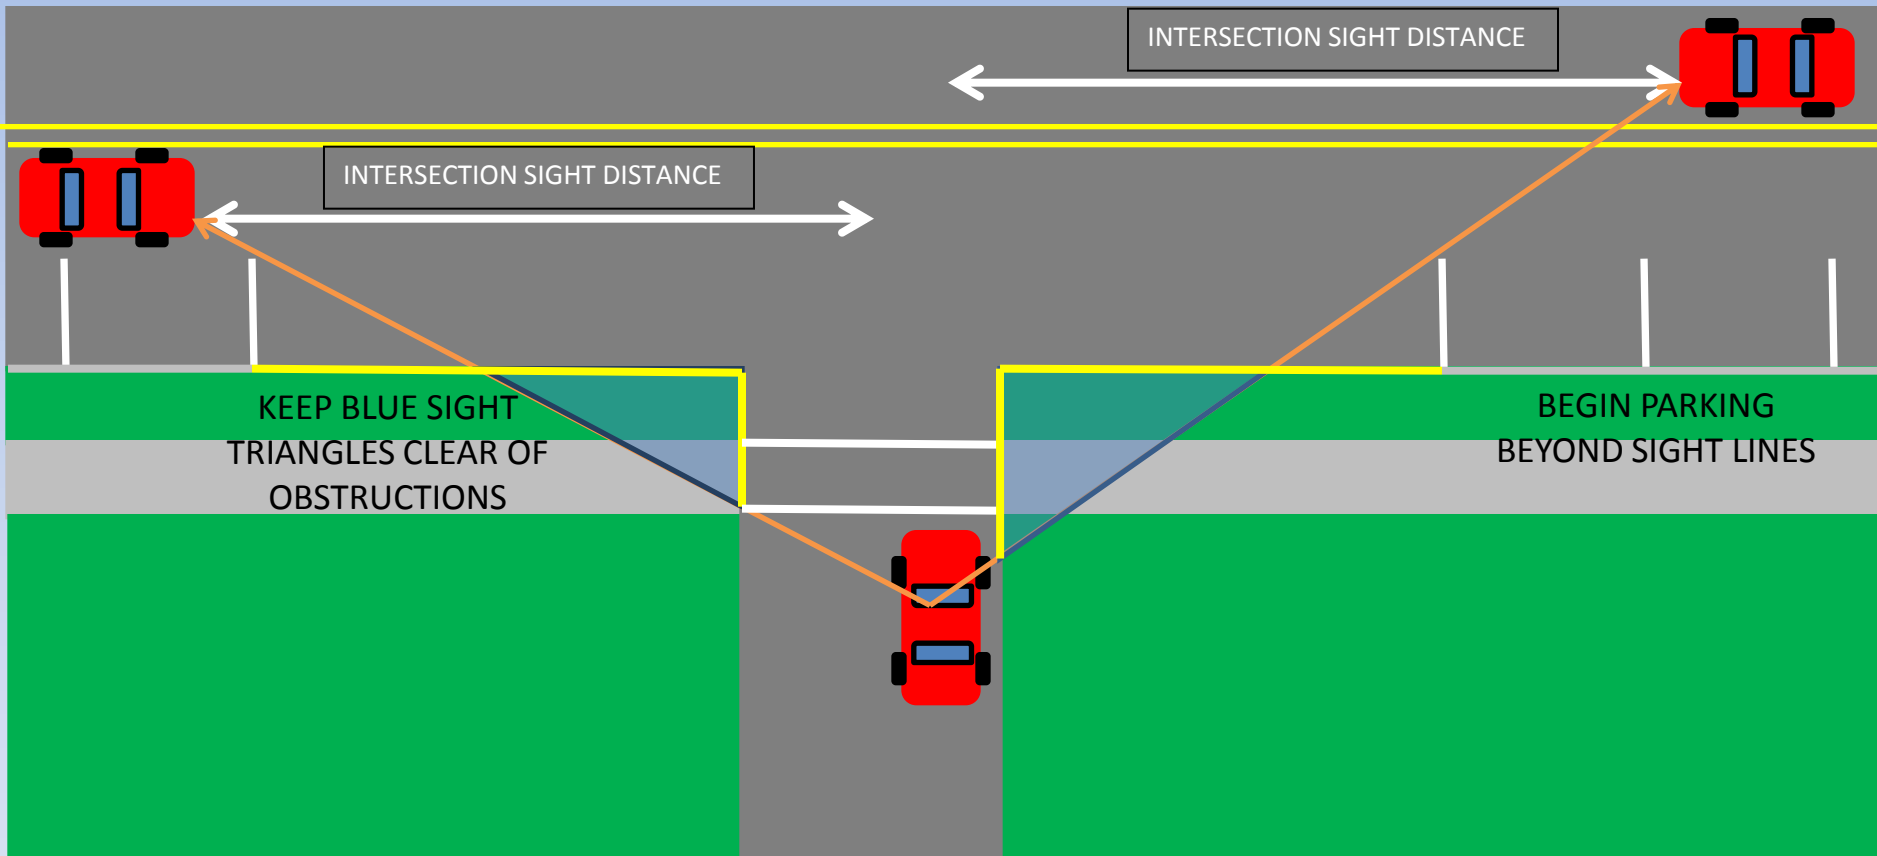 INTERSECTION SIGHT DISTANCE
INTERSECTION SIGHT DISTANCE
KEEP BLUE SIGHT
TRIANGLES CLEAR OF
OBSTRUCTIONS
BEGIN PARKING
BEYOND SIGHT LINES